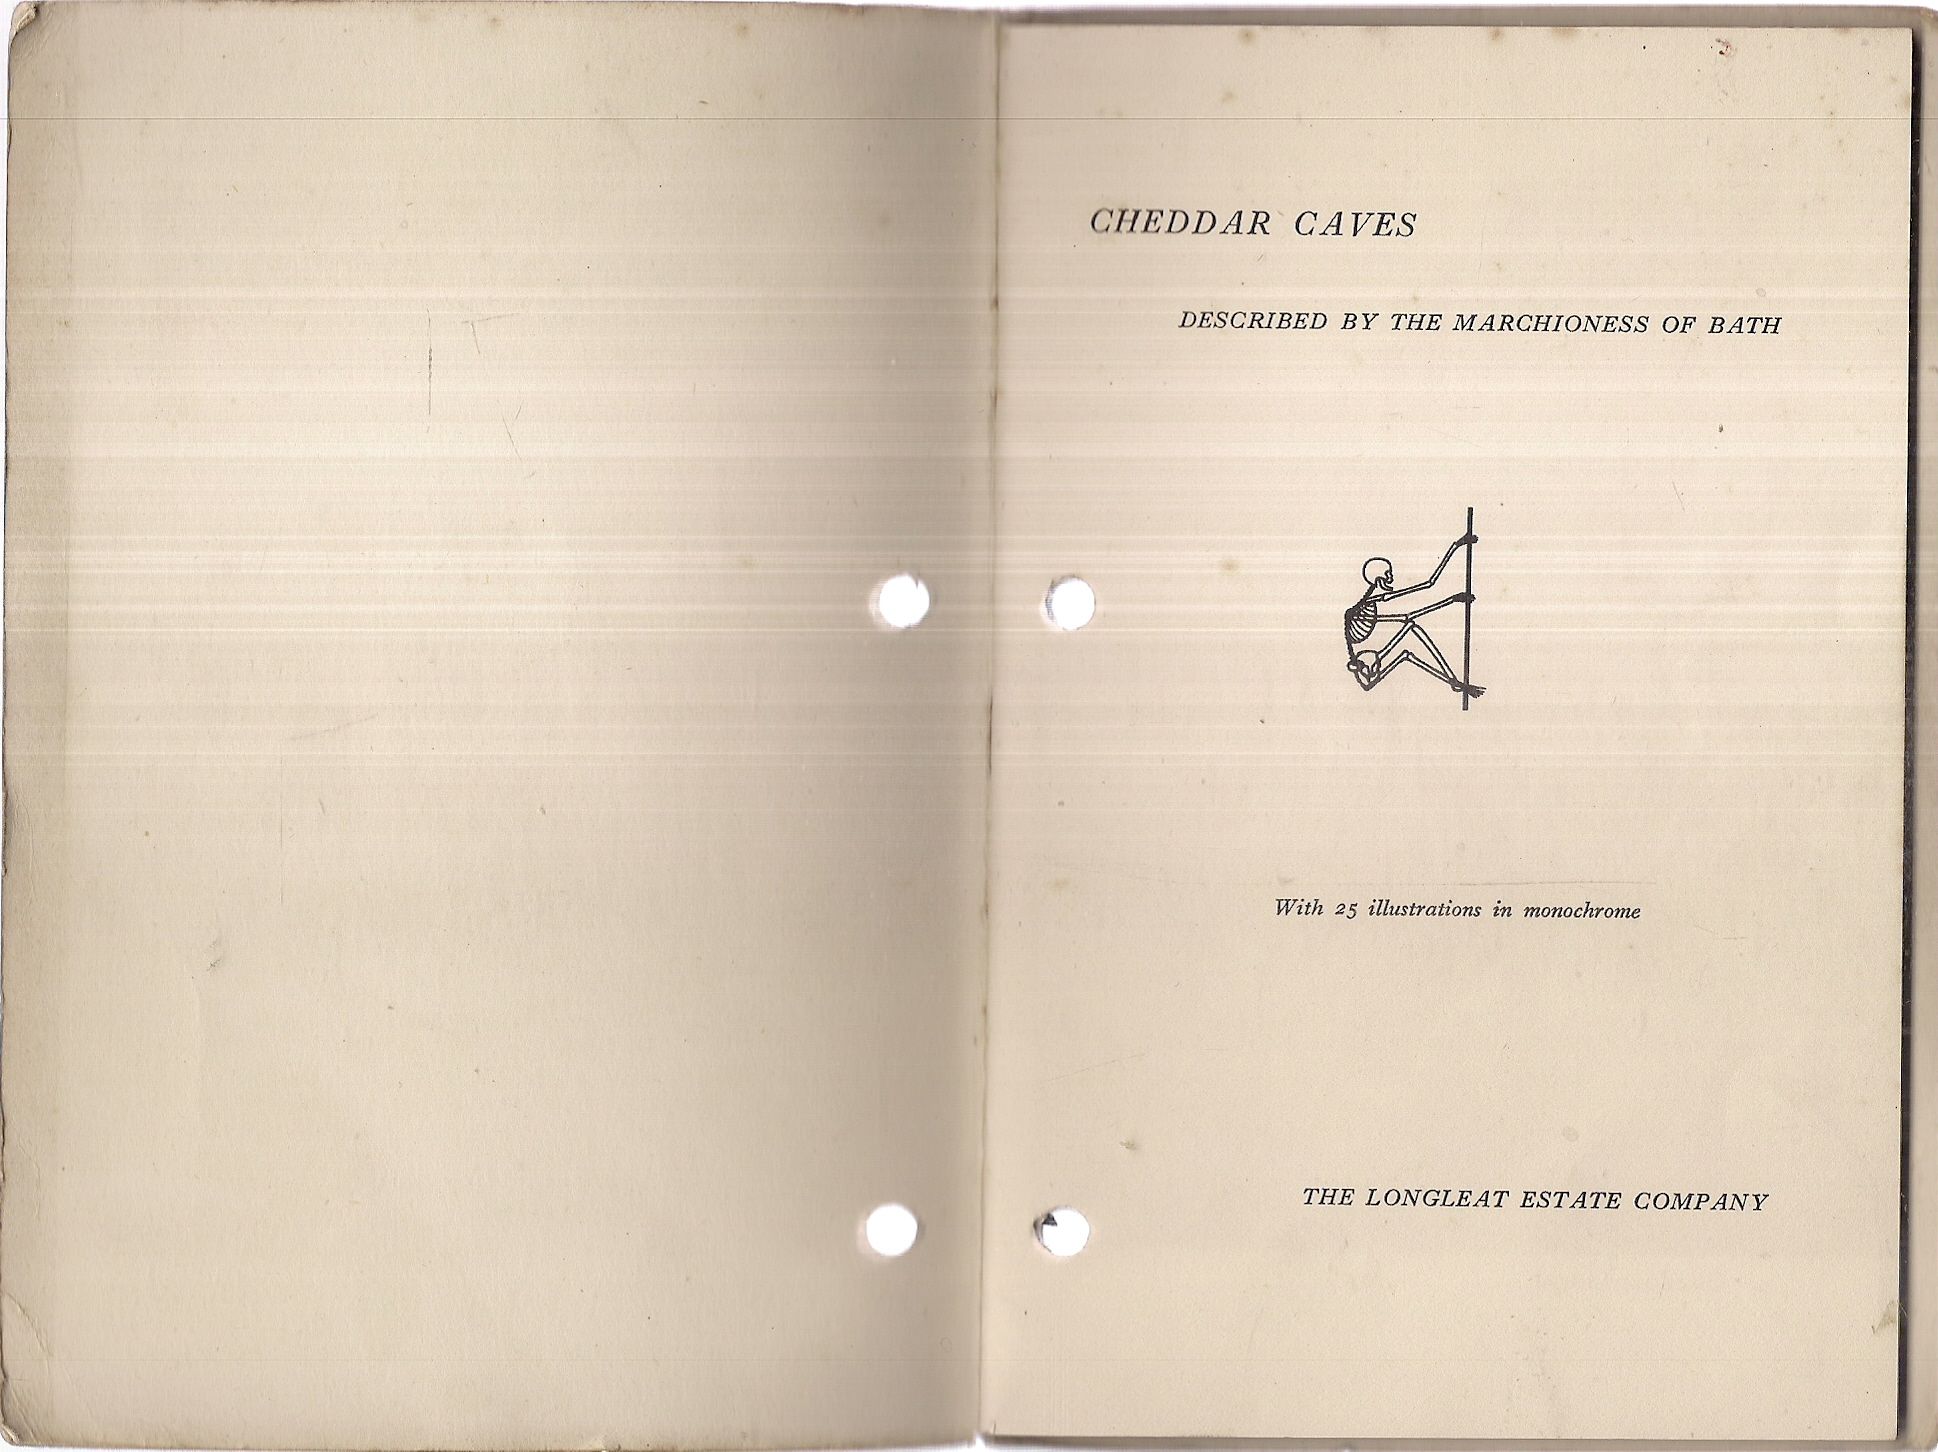 CHEDDAR CAVES
DESCRIBED BY THE MARCHIONESS OF BATH
With 25 illustrations in monochrome
THE LONGLEAT ESTATE COMPANY